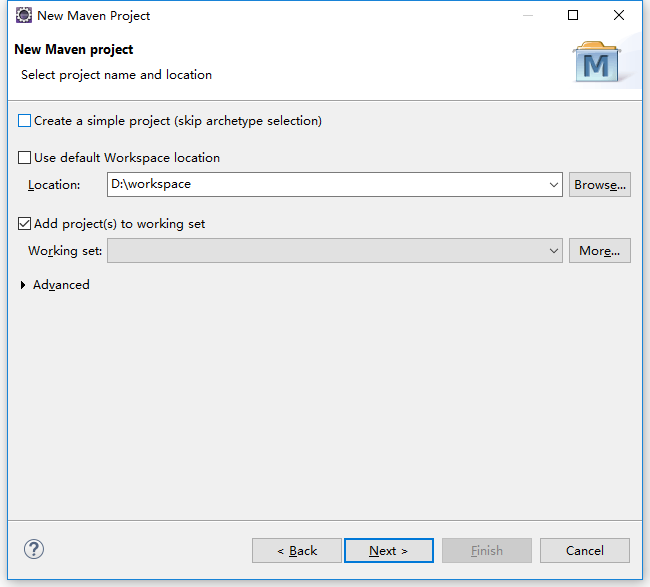 New Maven Project
New Maven project
Select project name and location
M
Create a simple project (skip archetype selection)
Use default Workspace location
Location: D:\workspace Browse...
Add project(s) to working set
Working set: More...
Advanced
? < Back Next > Finish Cancel